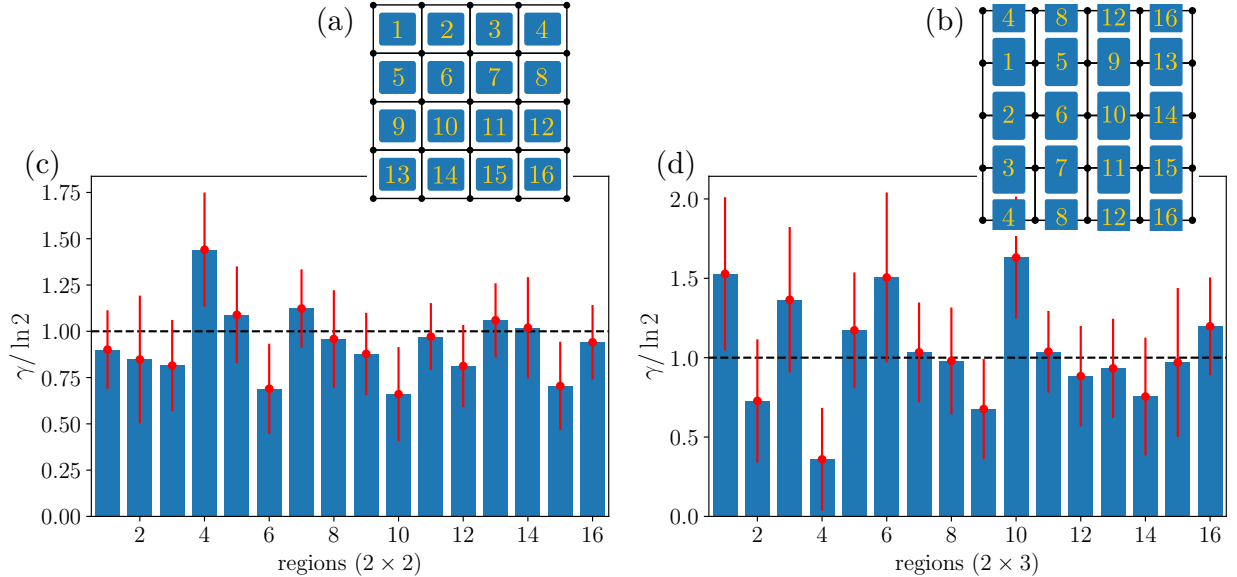 (a)
1 2 3 4
5 6 7 8
9 10 11 12
13 14 15 16
(b)
4 8 12 16
1 5 9 13
2 6 10 14
3 7 11 15
4 8 12 16
(c)
1.75
1.50
1.25
1.00
0.75
0.50
0.25
0.00
γ/ ln 2
2 4 6 8 10 12 14 16
regions (2 × 2)
(d)
2.0
1.5
1.0
0.5
0.0
γ/ ln 2
2 4 6 8 10 12 14 16
regions (2 × 3)